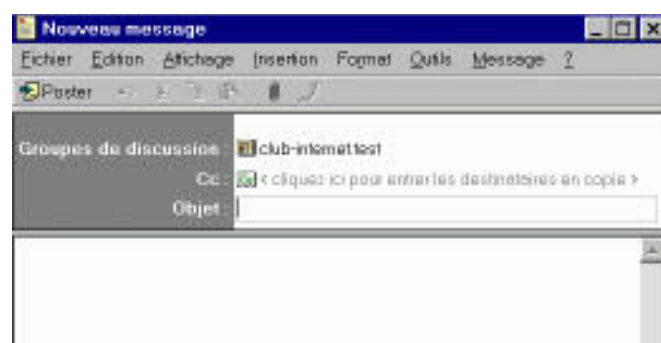 Nouveau message
Fichier Edition Affichage Insertion Format Outils Message ?
Poster
Groupes de discussion : club-internet.test
Cc : < cliquez ici pour entrer les destinataires en copie >
Objet :